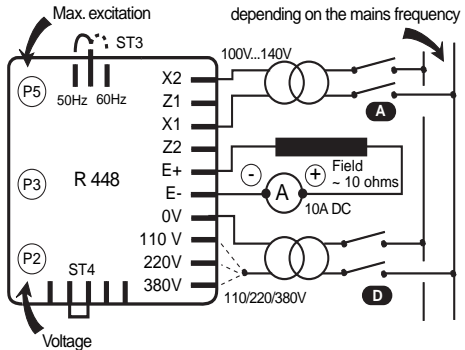 Max. excitation
depending on the mains frequency
ST3
100V...140V
P5
50Hz 60Hz
X2
Z1
X1
Z2
E+
E-
0V
110 V
220V
380V
A
P3
R 448
Field
~ 10 ohms
- A +
10A DC
P2
ST4
110/220/380V
D
Voltage